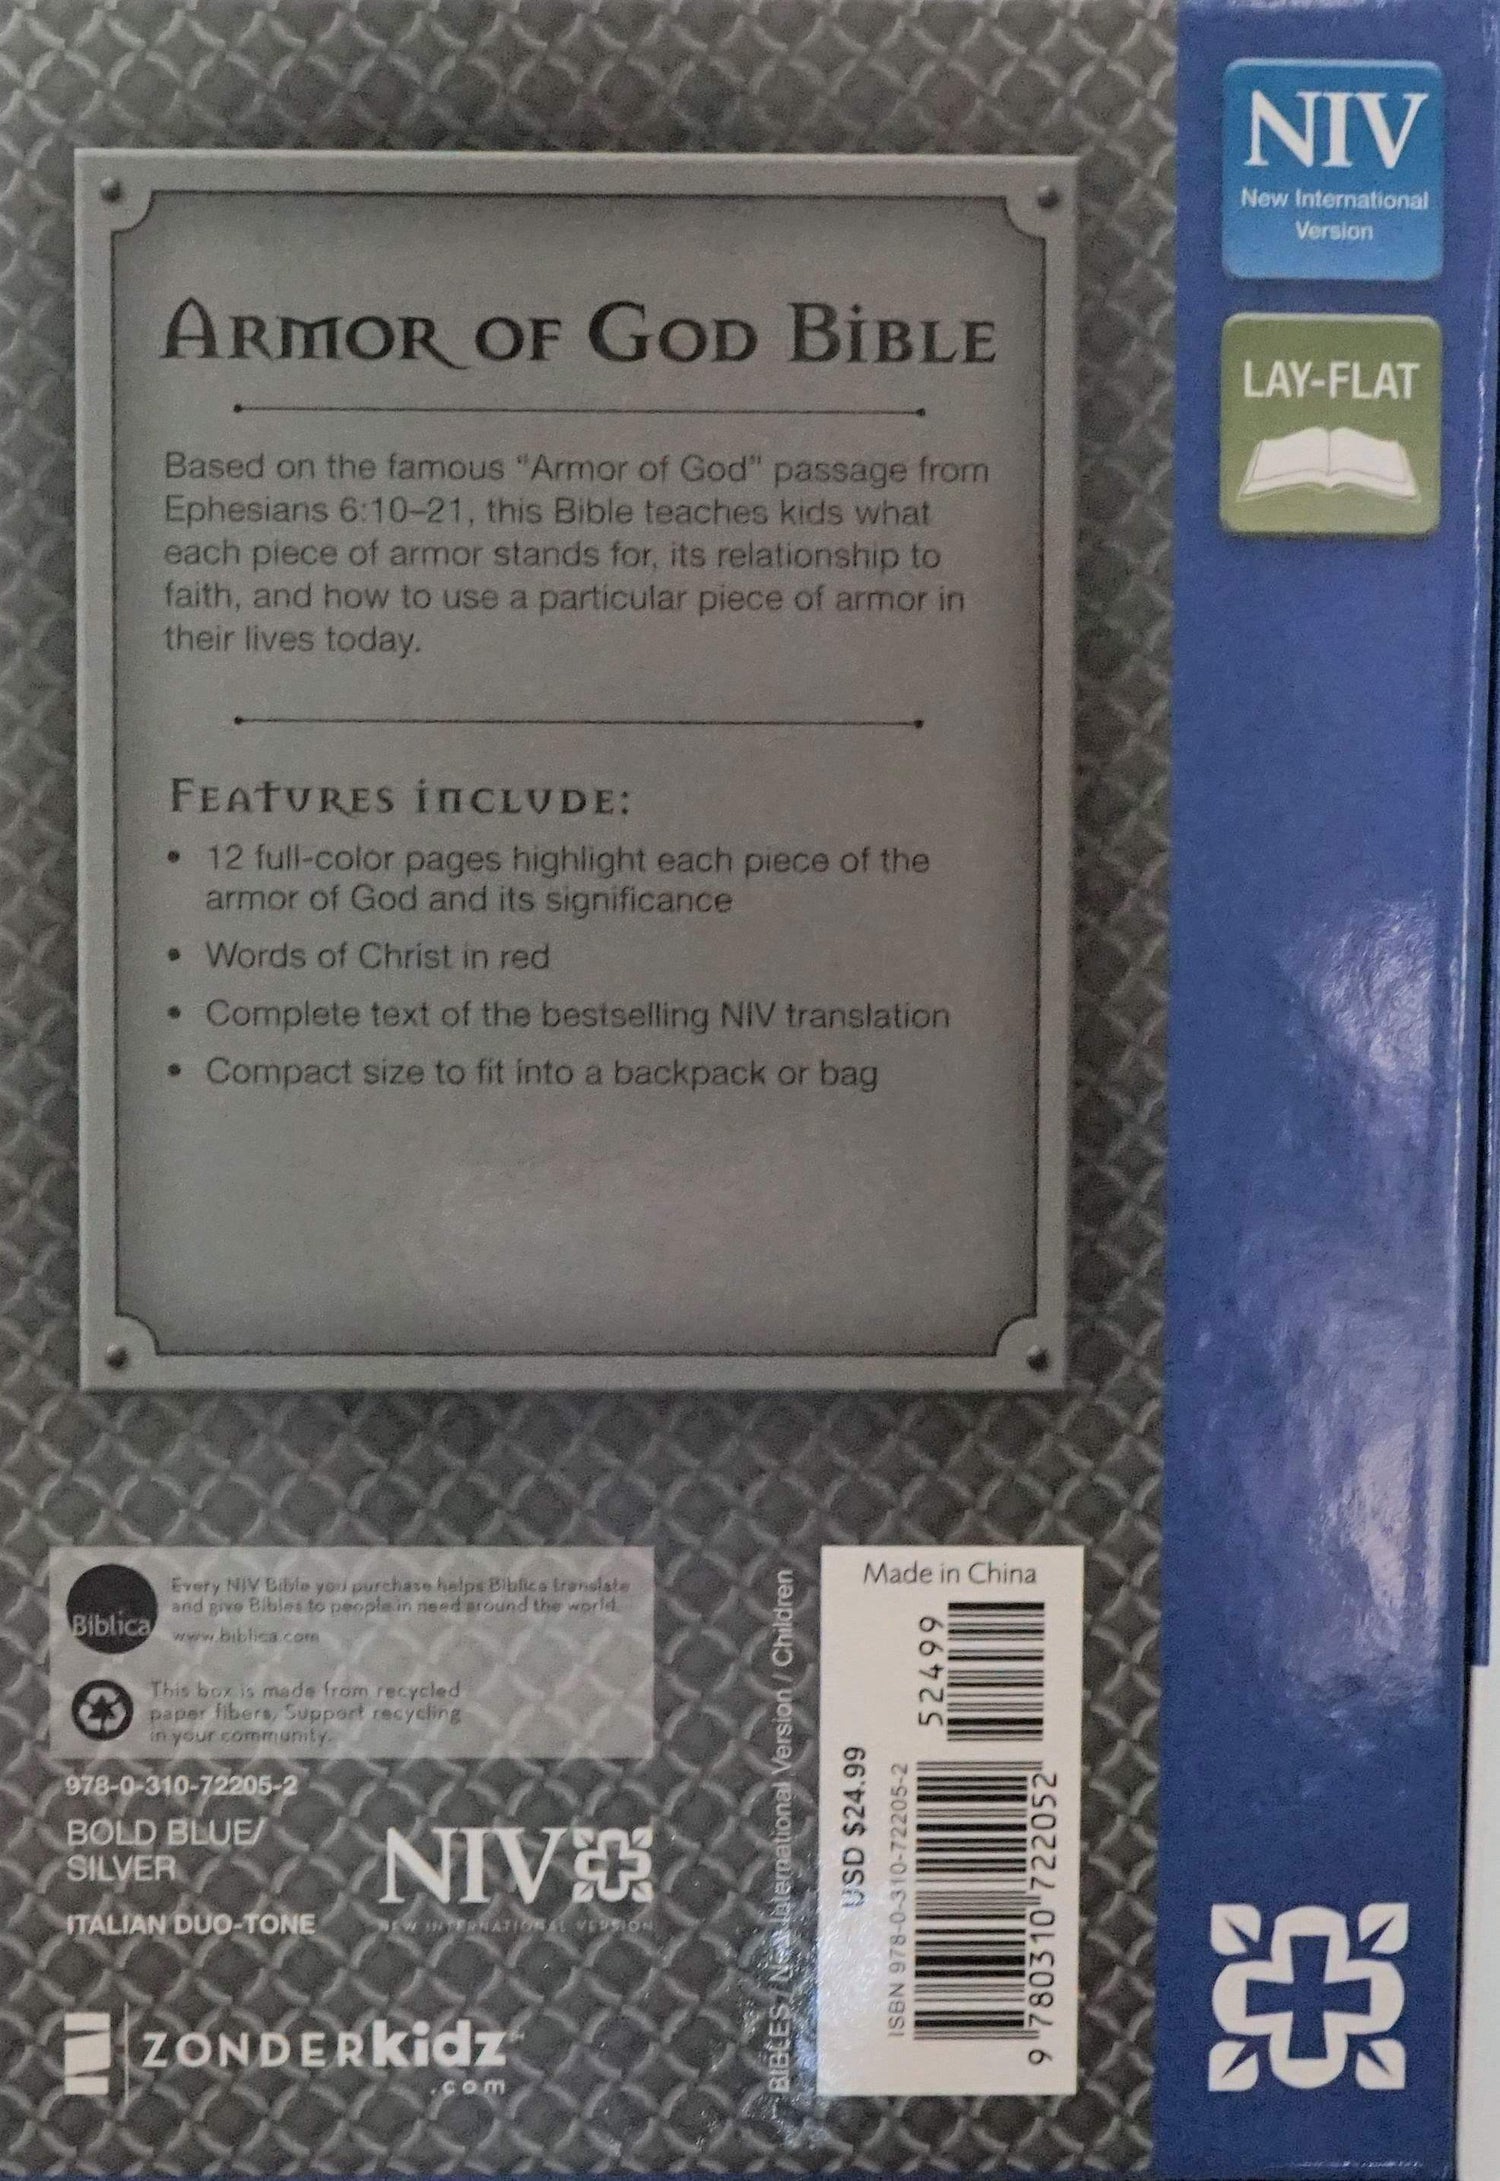 ARMOR OF GOD BIBLE
Based on the famous "Armor of God" passage from
Ephesians 6:10–21, this Bible teaches kids what
each piece of armor stands for, its relationship to
faith, and how to use a particular piece of armor in
their lives today.
FEATURES INCLUDE:
• 12 full-color pages highlight each piece of the
armor of God and its significance
• Words of Christ in red
• Complete text of the bestselling NIV translation
• Compact size to fit into a backpack or bag
Biblica
Every NIV Bible you purchase helps Biblica translate
and give Bibles to people in need around the world.
www.biblica.com
This box is made from recycled
paper fibers. Support recycling
in your community.
978-0-310-72205-2
BOLD BLUE/
SILVER
ITALIAN DUO-TONE
NIV
NEW INTERNATIONAL VERSION
ZONDERkidz™
.com
BIBLES / New International Version / Children
Made in China
52499
USD $24.99
ISBN 978-0-310-72205-2
9 780310 722052
NIV
New International
Version
LAY-FLAT